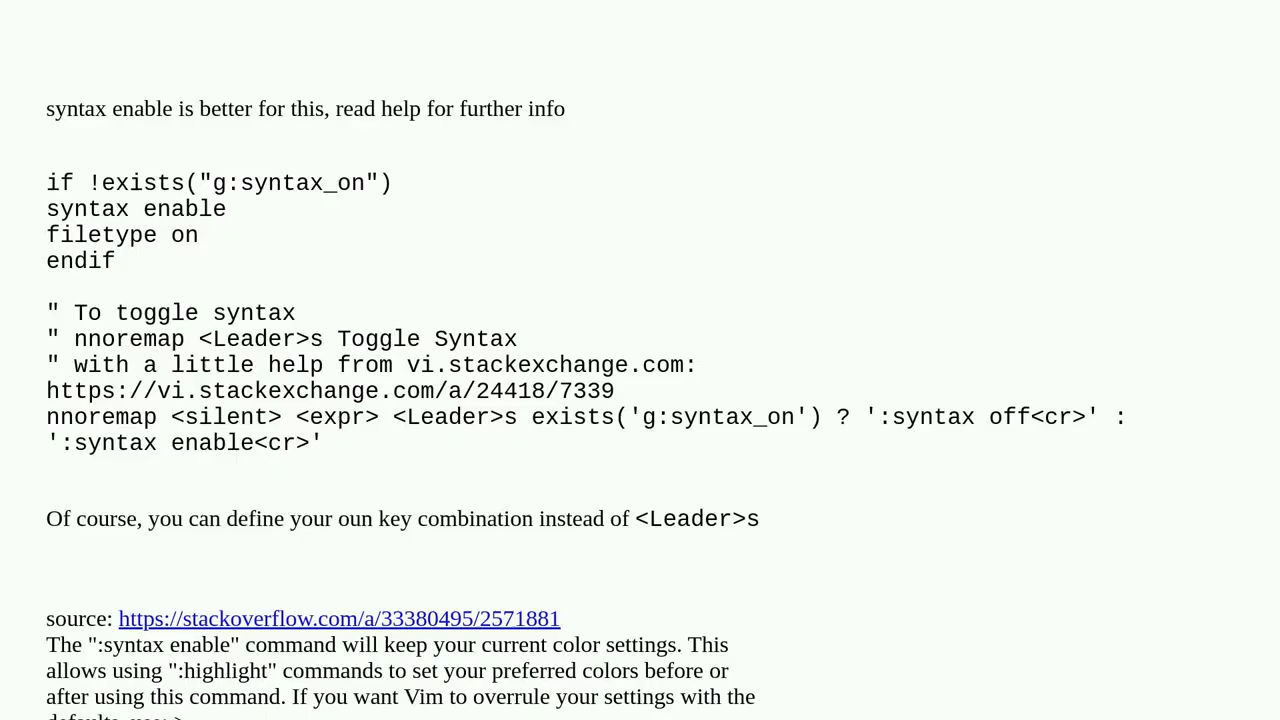 syntax enable is better for this, read help for further info
if !exists("g:syntax_on")
syntax enable
filetype on
endif
" To toggle syntax
" nnoremap <Leader>s Toggle Syntax
" with a little help from vi.stackexchange.com:
https://vi.stackexchange.com/a/24418/7339
nnoremap <silent> <expr> <Leader>s exists('g:syntax_on') ? ':syntax off<cr>' :
':syntax enable<cr>'
Of course, you can define your oun key combination instead of <Leader>s
source: https://stackoverflow.com/a/33380495/2571881
The ":syntax enable" command will keep your current color settings. This
allows using ":highlight" commands to set your preferred colors before or
after using this command. If you want Vim to overrule your settings with the